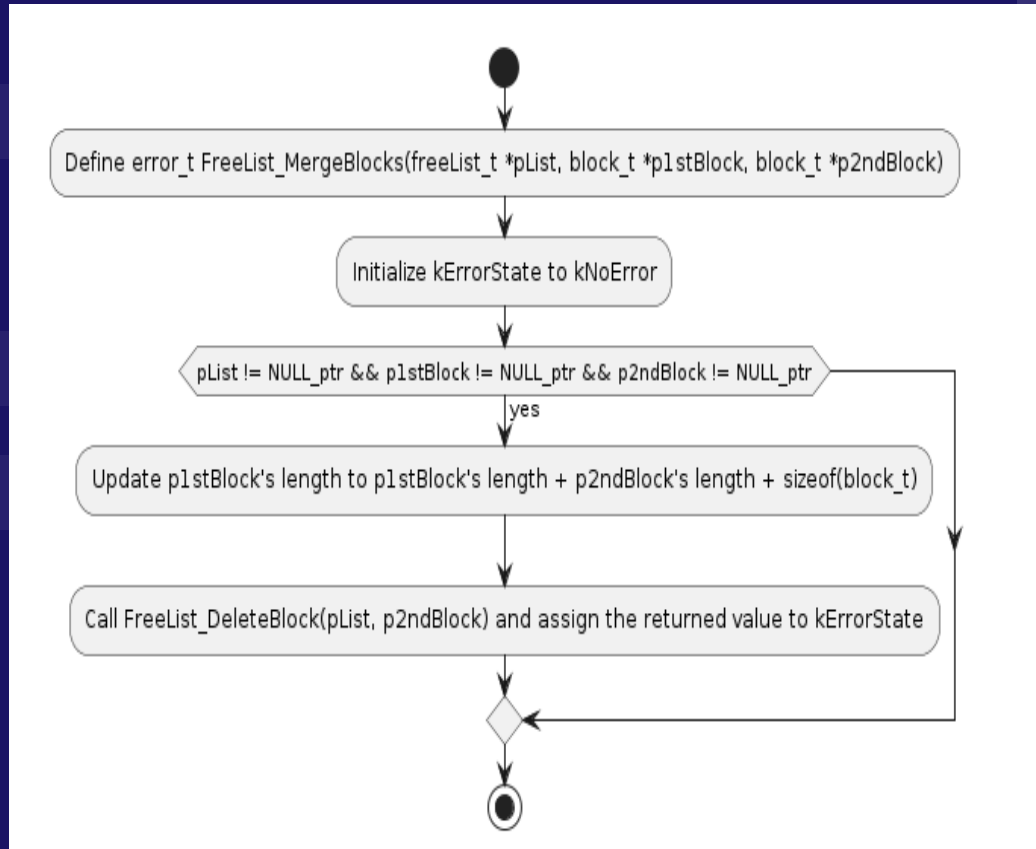 Define error_t FreeList_MergeBlocks(freeList_t *pList, block_t *p1stBlock, block_t *p2ndBlock)
Initialize kErrorState to kNoError
pList != NULL_ptr && p1stBlock != NULL_ptr && p2ndBlock != NULL_ptr
yes
Update p1stBlock's length to p1stBlock's length + p2ndBlock's length + sizeof(block_t)
Call FreeList_DeleteBlock(pList, p2ndBlock) and assign the returned value to kErrorState